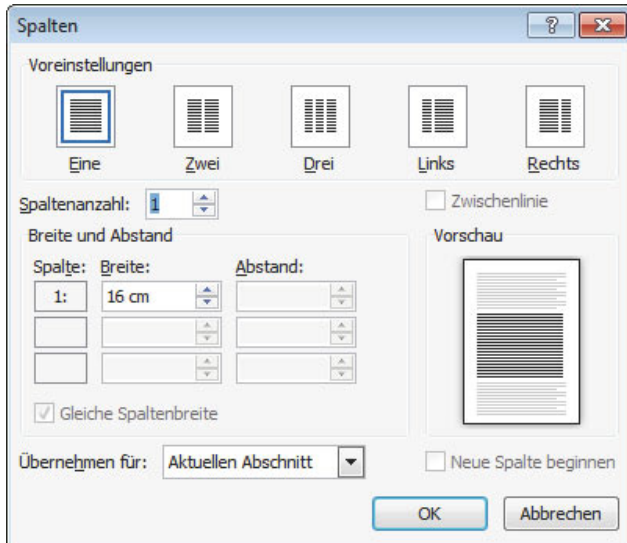 Spalten
Voreinstellungen
Eine Zwei Drei Links Rechts
Spaltenanzahl: 1 Zwischenlinie
Breite und Abstand Vorschau
Spalte: Breite: Abstand:
1: 16 cm
Gleiche Spaltenbreite
Übernehmen für: Aktuellen Abschnitt Neue Spalte beginnen
OK Abbrechen